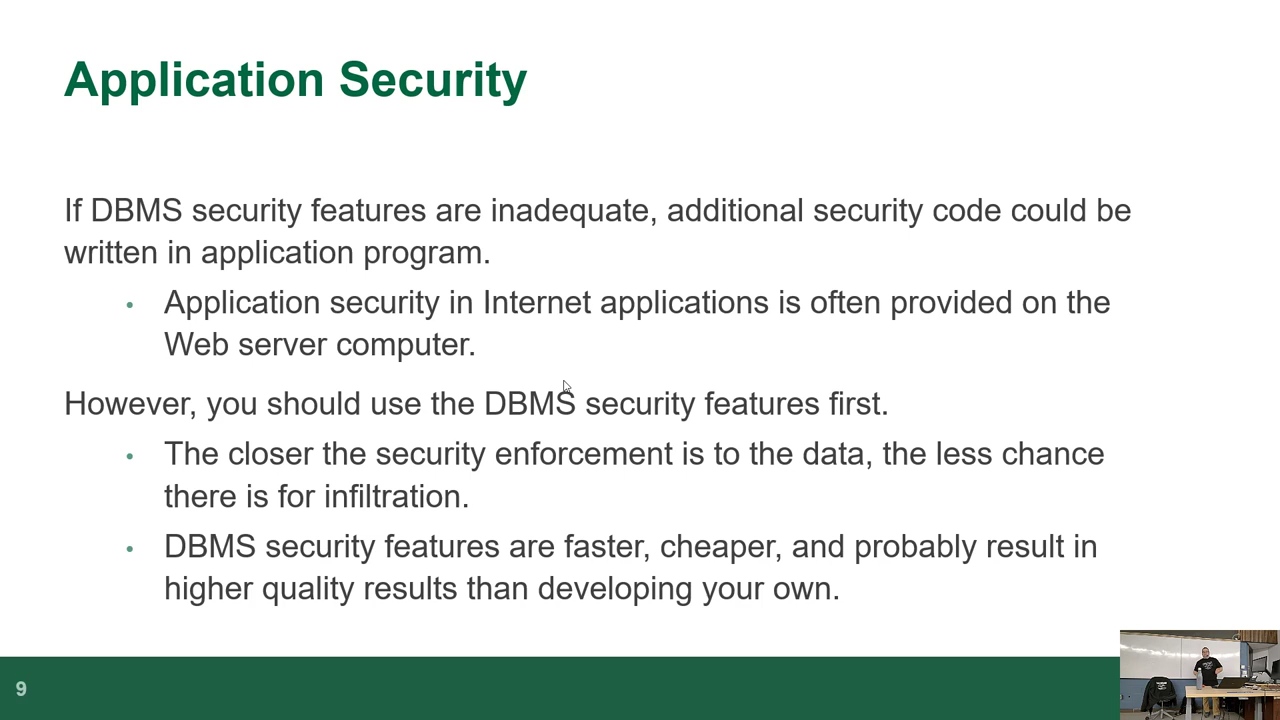 Application Security
If DBMS security features are inadequate, additional security code could be
written in application program.
• Application security in Internet applications is often provided on the
Web server computer.
However, you should use the DBMS security features first.
• The closer the security enforcement is to the data, the less chance
there is for infiltration.
• DBMS security features are faster, cheaper, and probably result in
higher quality results than developing your own.
9